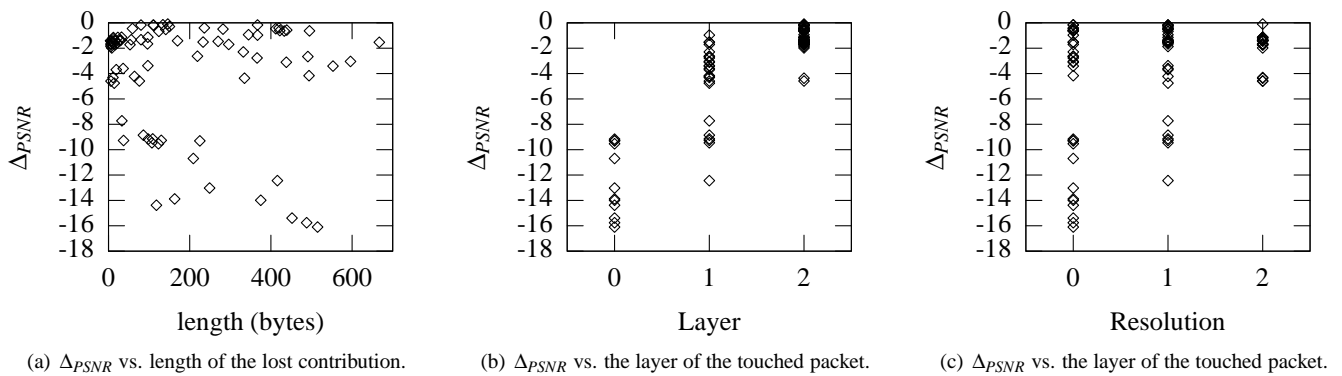 0
-2
-4
-6
-8
-10
-12
-14
-16
-18
0 200 400 600
Δ_PSNR
length (bytes)
(a) Δ_PSNR vs. length of the lost contribution.
0
-2
-4
-6
-8
-10
-12
-14
-16
-18
0 1 2
Δ_PSNR
Layer
(b) Δ_PSNR vs. the layer of the touched packet.
0
-2
-4
-6
-8
-10
-12
-14
-16
-18
0 1 2
Δ_PSNR
Resolution
(c) Δ_PSNR vs. the layer of the touched packet.